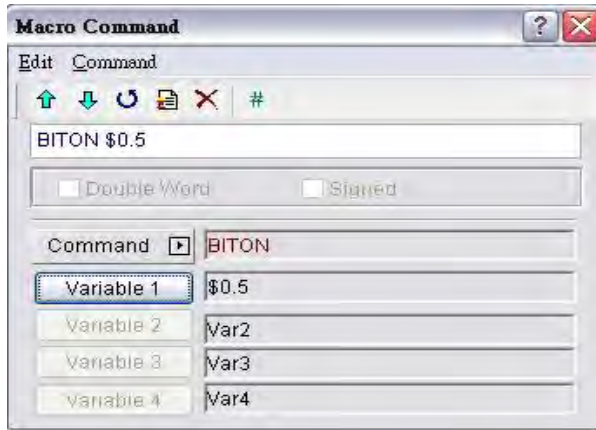 Macro Command
Edit Command
#
BITON $0.5
Double Word Signed
Command BITON
Variable 1 $0.5
Variable 2 Var2
Variable 3 Var3
Variable 4 Var4